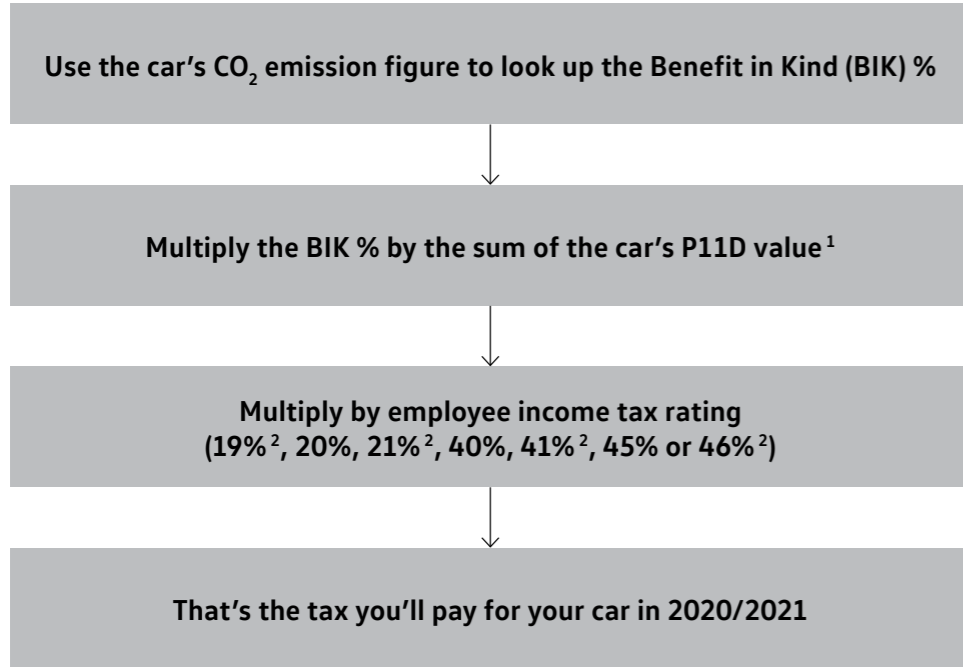 Use the car's CO₂ emission figure to look up the Benefit in Kind (BIK) %
Multiply the BIK % by the sum of the car's P11D value ¹
Multiply by employee income tax rating
(19% ², 20%, 21% ², 40%, 41% ², 45% or 46% ²)
That's the tax you'll pay for your car in 2020/2021